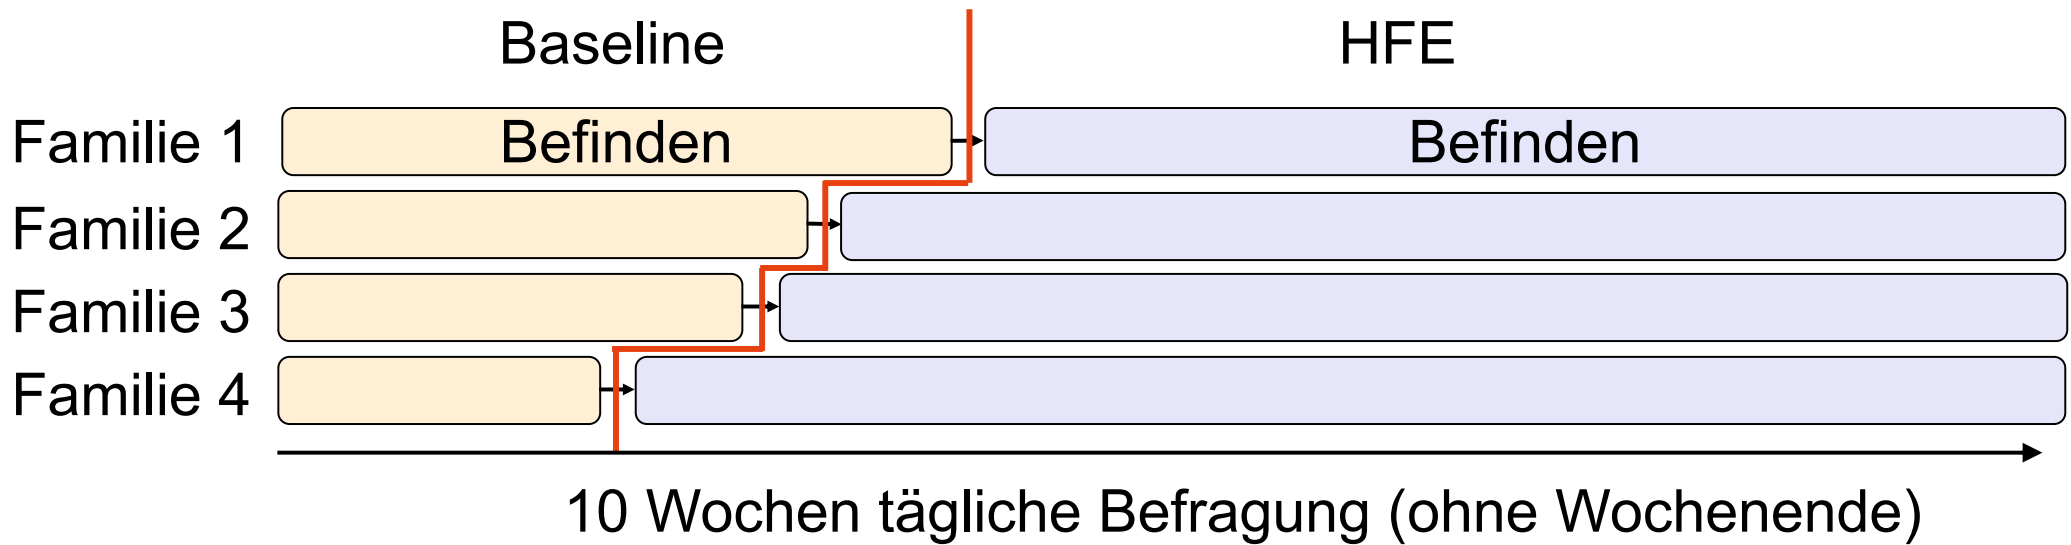 Baseline HFE
Familie 1 Befinden Befinden
Familie 2
Familie 3
Familie 4
10 Wochen tägliche Befragung (ohne Wochenende)